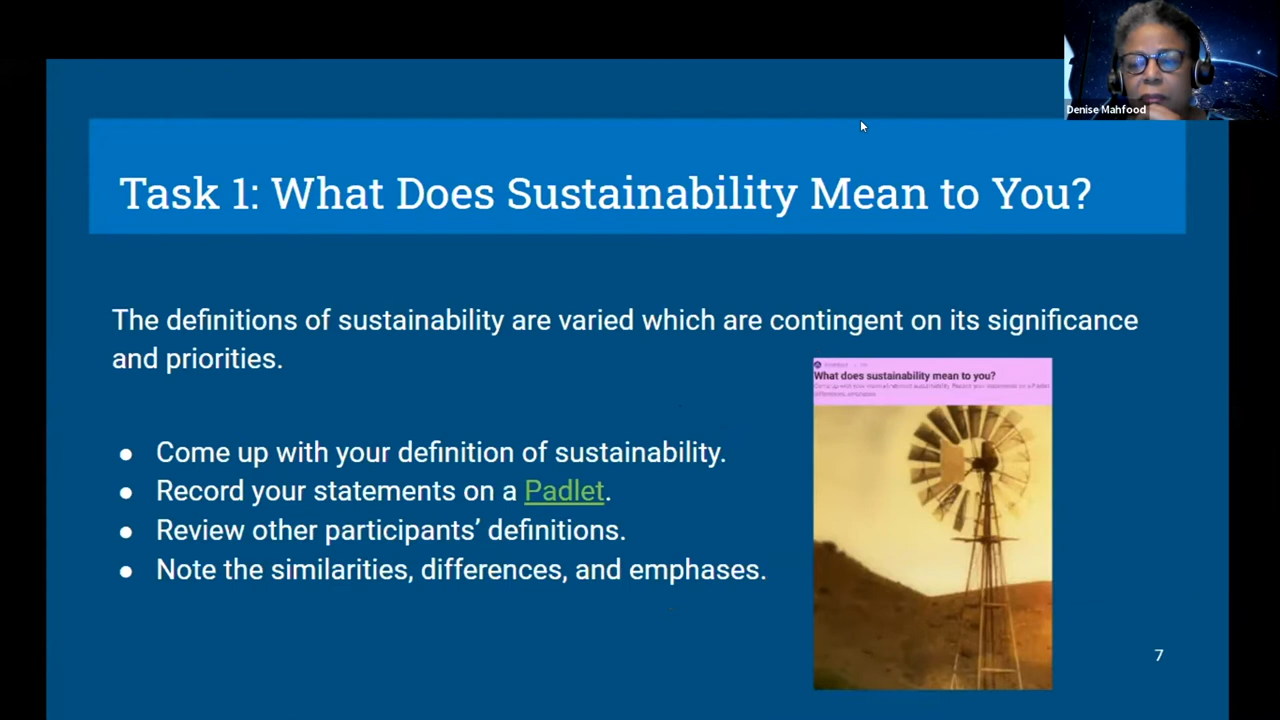 Denise Mahfood
Task 1: What Does Sustainability Mean to You?
The definitions of sustainability are varied which are contingent on its significance
and priorities.
What does sustainability mean to you?
● Come up with your definition of sustainability.
● Record your statements on a Padlet.
● Review other participants’ definitions.
● Note the similarities, differences, and emphases.
7